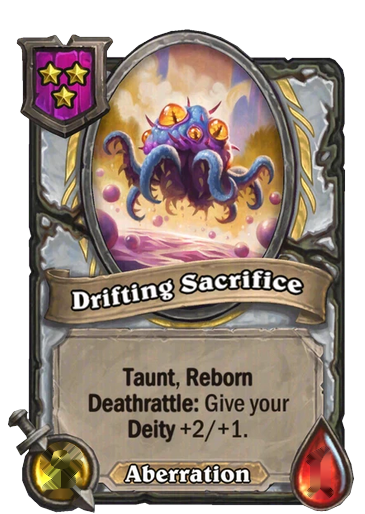 Drifting Sacrifice
Taunt, Reborn
Deathrattle: Give your
Deity +2/+1.
Aberration